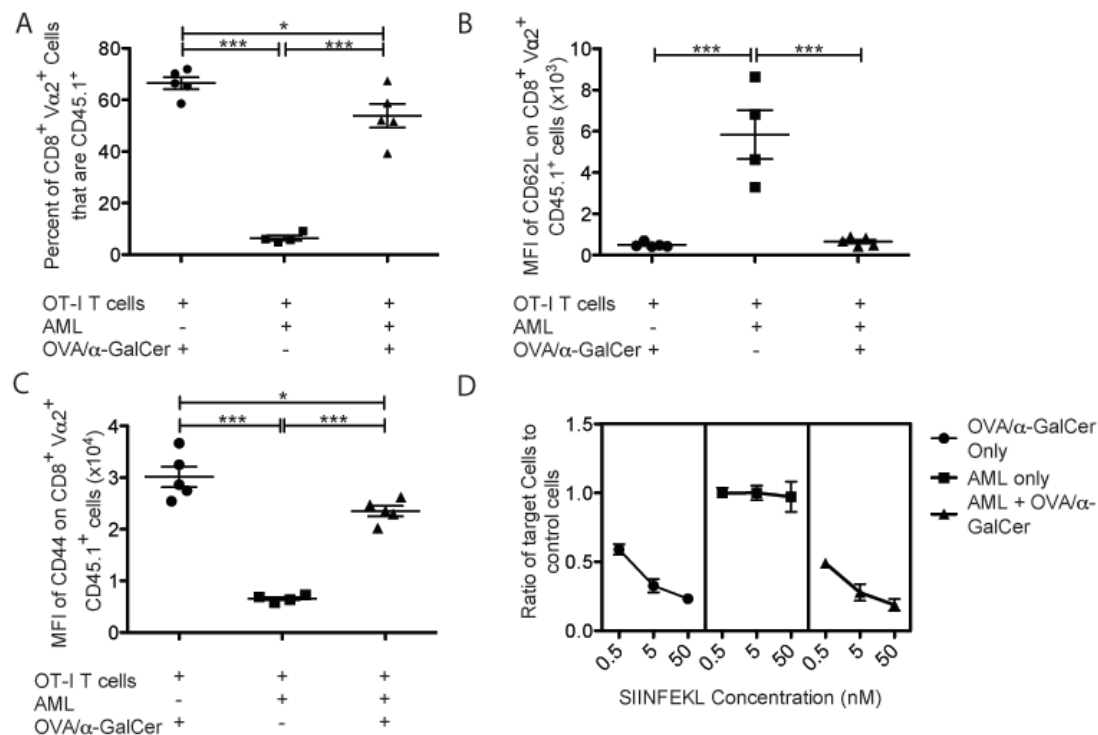 A
Percent of CD8+ Vα2+ Cells
that are CD45.1+
80
60
40
20
0
*
*** ***
OT-I T cells + + +
AML - + +
OVA/α-GalCer + - +
B
MFI of CD62L on CD8+ Vα2+
CD45.1+ cells (x10³)
10
8
6
4
2
0
*** ***
OT-I T cells + + +
AML - + +
OVA/α-GalCer + - +
C
MFI of CD44 on CD8+ Vα2+
CD45.1+ cells (x10⁴)
4
3
2
1
0
*
*** ***
OT-I T cells + + +
AML - + +
OVA/α-GalCer + - +
D
Ratio of target Cells to
control cells
1.5
1.0
0.5
0.0
0.5 5 50 0.5 5 50 0.5 5 50
SIINFEKL Concentration (nM)
OVA/α-GalCer
Only
AML only
AML + OVA/α-
GalCer